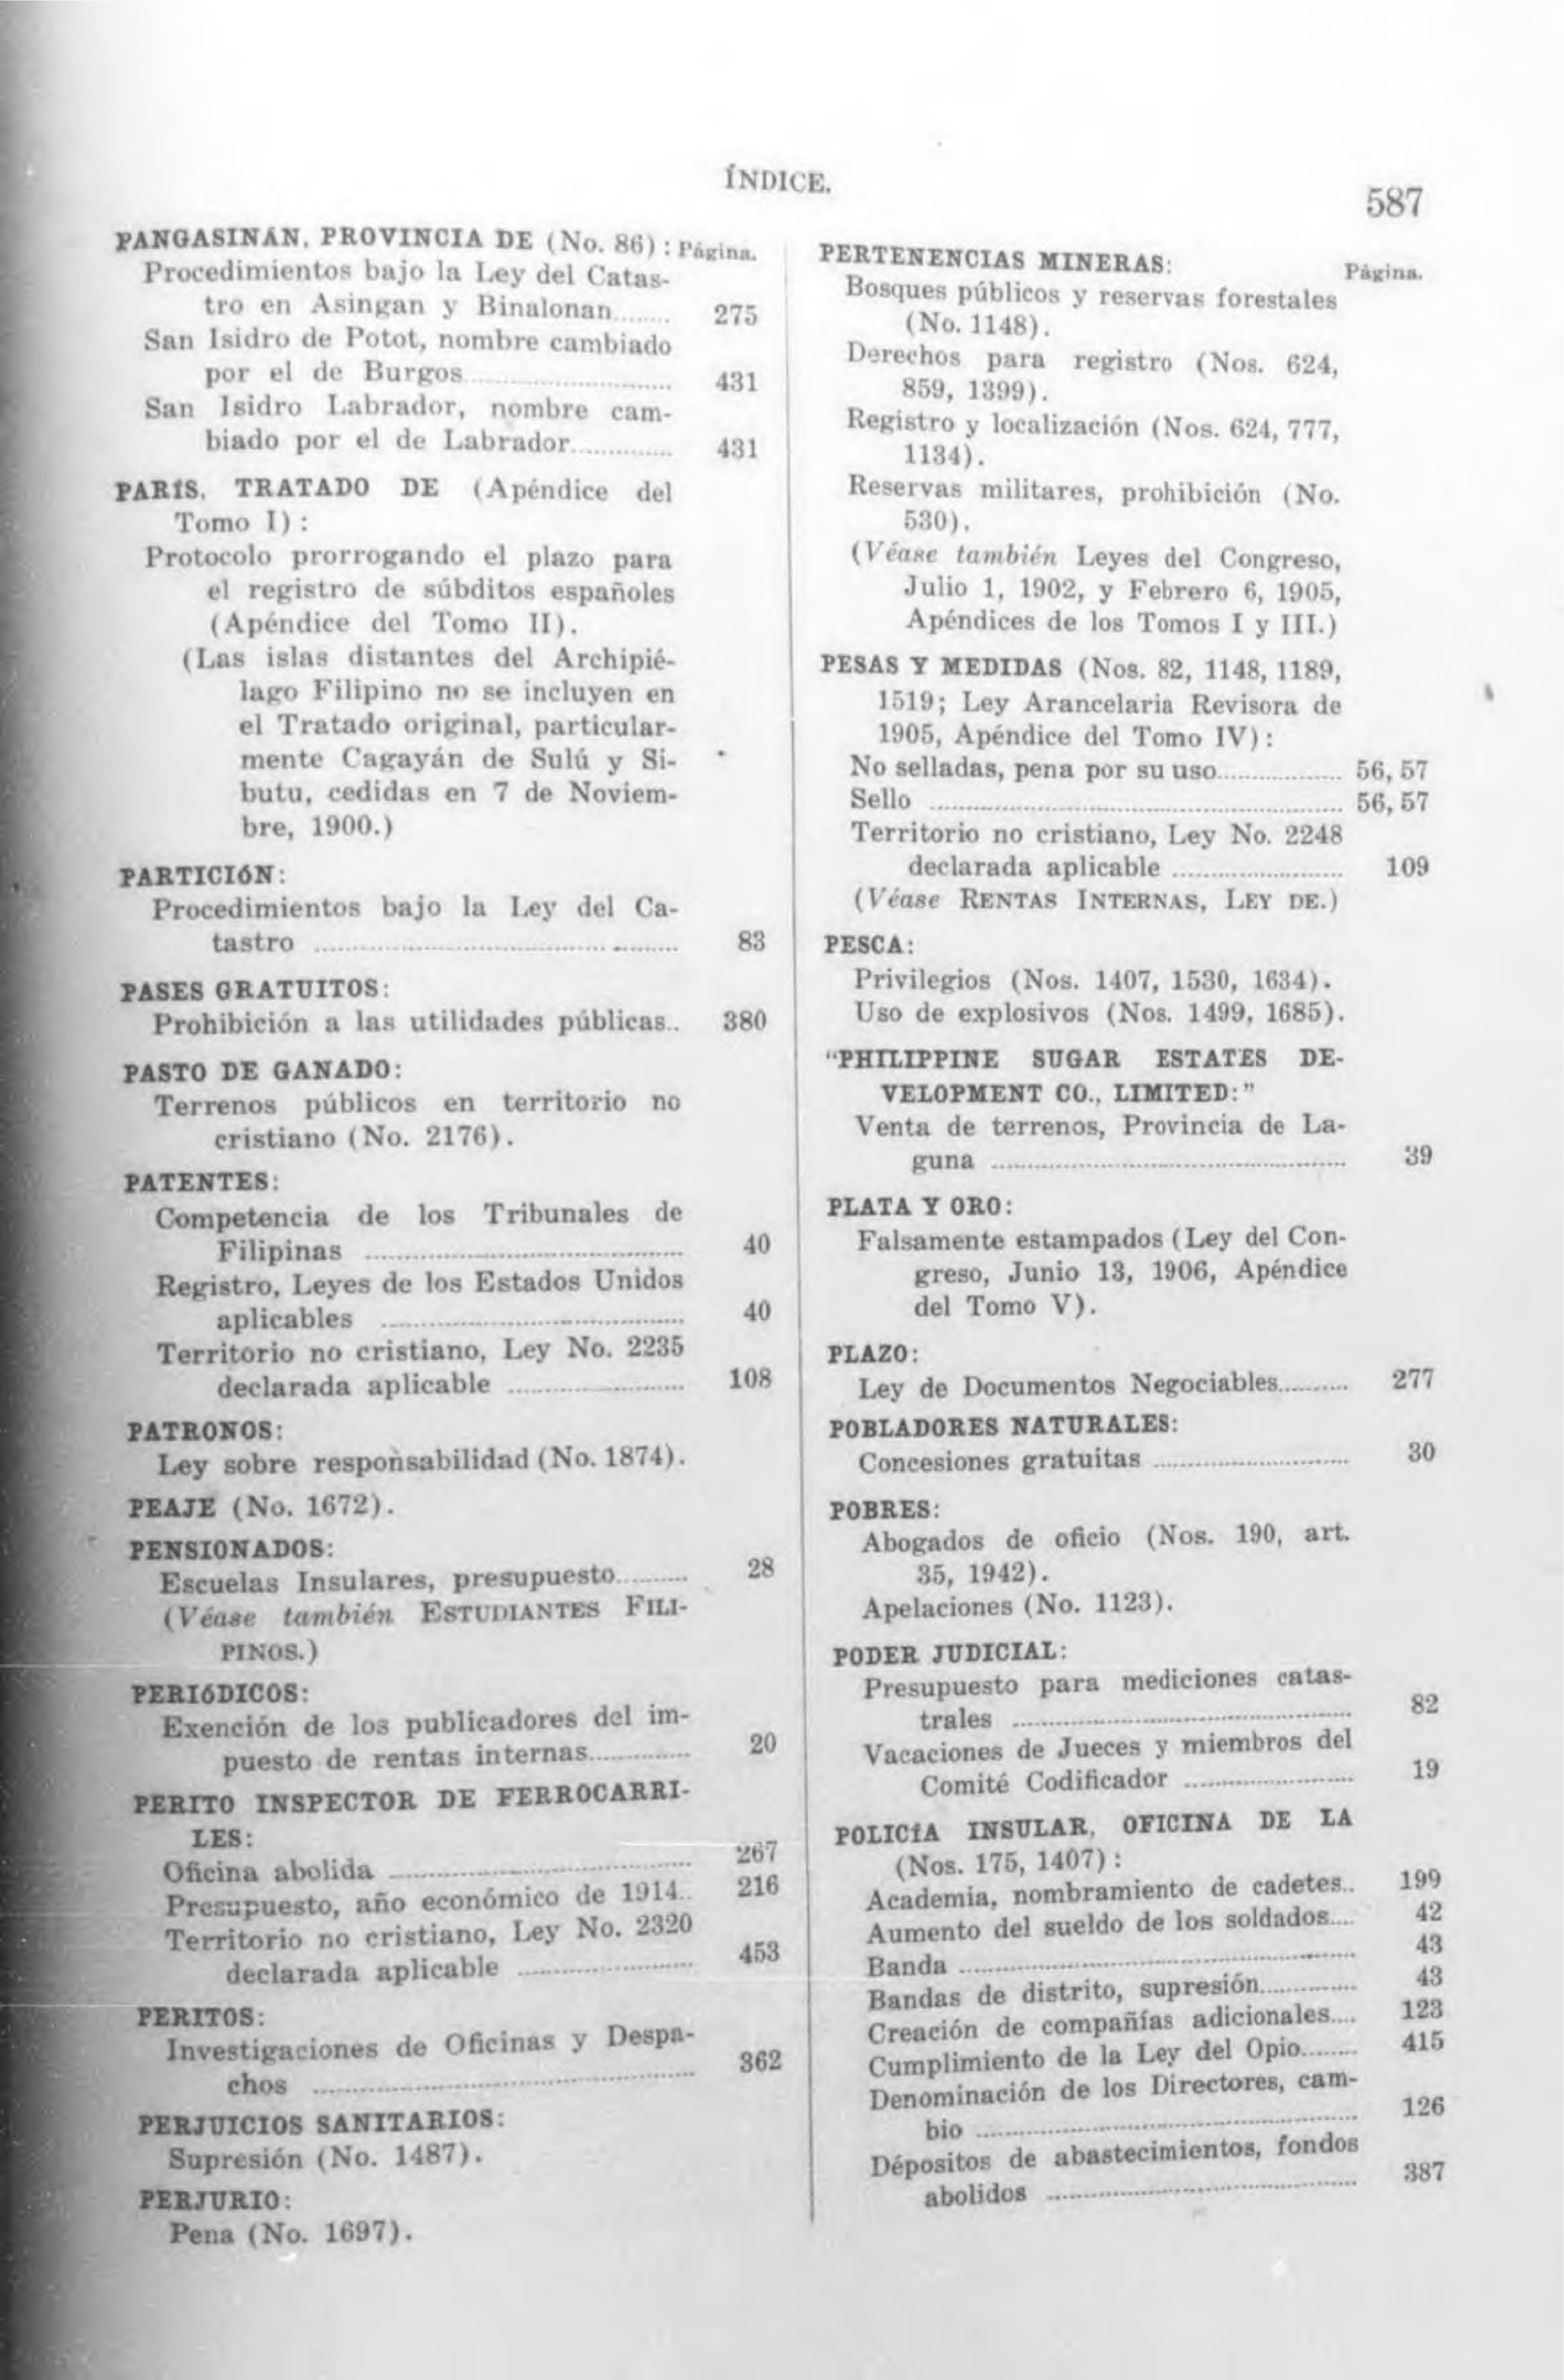 ÍNDICE.
587
PANGASINÁN, PROVINCIA DE (No. 86): Página.
Procedimientos bajo la Ley del Catas-
tro en Asingan y Binalonan........ 275
San Isidro de Potot, nombre cambiado
por el de Burgos........ 431
San Isidro Labrador, nombre cam-
biado por el de Labrador........ 431
PARÍS, TRATADO DE (Apéndice del
Tomo I):
Protocolo prorrogando el plazo para
el registro de súbditos españoles
(Apéndice del Tomo II).
(Las islas distantes del Archipié-
lago Filipino no se incluyen en
el Tratado original, particular-
mente Cagayán de Sulú y Si-
butu, cedidas en 7 de Noviem-
bre, 1900.)
PARTICIÓN:
Procedimientos bajo la Ley del Ca-
tastro ........ 83
PASES GRATUITOS:
Prohibición a las utilidades públicas.. 380
PASTO DE GANADO:
Terrenos públicos en territorio no
cristiano (No. 2176).
PATENTES:
Competencia de los Tribunales de
Filipinas ........ 40
Registro, Leyes de los Estados Unidos
aplicables ........ 40
Territorio no cristiano, Ley No. 2235
declarada aplicable ........ 108
PATRONOS:
Ley sobre responsabilidad (No. 1874).
PEAJE (No. 1672).
PENSIONADOS:
Escuelas Insulares, presupuesto........ 28
(Véase también ESTUDIANTES FILI-
PINOS.)
PERIÓDICOS:
Exención de los publicadores del im-
puesto de rentas internas........ 20
PERITO INSPECTOR DE FERROCARRI-
LES:
Oficina abolida ........ 267
Presupuesto, año económico de 1914.. 216
Territorio no cristiano, Ley No. 2320
declarada aplicable ........ 453
PERITOS:
Investigaciones de Oficinas y Despa-
chos ........ 362
PERJUICIOS SANITARIOS:
Supresión (No. 1487).
PERJURIO:
Pena (No. 1697).
PERTENENCIAS MINERAS: Página.
Bosques públicos y reservas forestales
(No. 1148).
Derechos para registro (Nos. 624,
859, 1399).
Registro y localización (Nos. 624, 777,
1134).
Reservas militares, prohibición (No.
530).
(Véase también Leyes del Congreso,
Julio 1, 1902, y Febrero 6, 1905,
Apéndices de los Tomos I y III.)
PESAS Y MEDIDAS (Nos. 82, 1148, 1189,
1519; Ley Arancelaria Revisora de
1905, Apéndice del Tomo IV):
No selladas, pena por su uso........ 56, 57
Sello ........ 56, 57
Territorio no cristiano, Ley No. 2248
declarada aplicable ........ 109
(Véase RENTAS INTERNAS, LEY DE.)
PESCA:
Privilegios (Nos. 1407, 1530, 1634).
Uso de explosivos (Nos. 1499, 1685).
"PHILIPPINE SUGAR ESTATES DE-
VELOPMENT CO., LIMITED:"
Venta de terrenos, Provincia de La-
guna ........ 39
PLATA Y ORO:
Falsamente estampados (Ley del Con-
greso, Junio 13, 1906, Apéndice
del Tomo V).
PLAZO:
Ley de Documentos Negociables........ 277
POBLADORES NATURALES:
Concesiones gratuitas ........ 30
POBRES:
Abogados de oficio (Nos. 190, art.
35, 1942).
Apelaciones (No. 1123).
PODER JUDICIAL:
Presupuesto para mediciones catas-
trales ........ 82
Vacaciones de Jueces y miembros del
Comité Codificador ........ 19
POLICÍA INSULAR, OFICINA DE LA
(Nos. 175, 1407):
Academia, nombramiento de cadetes.. 199
Aumento del sueldo de los soldados.... 42
Banda ........ 43
Bandas de distrito, supresión........ 43
Creación de compañías adicionales.... 123
Cumplimiento de la Ley del Opio........ 415
Denominación de los Directores, cam-
bio ........ 126
Dépositos de abastecimientos, fondos
abolidos ........ 387